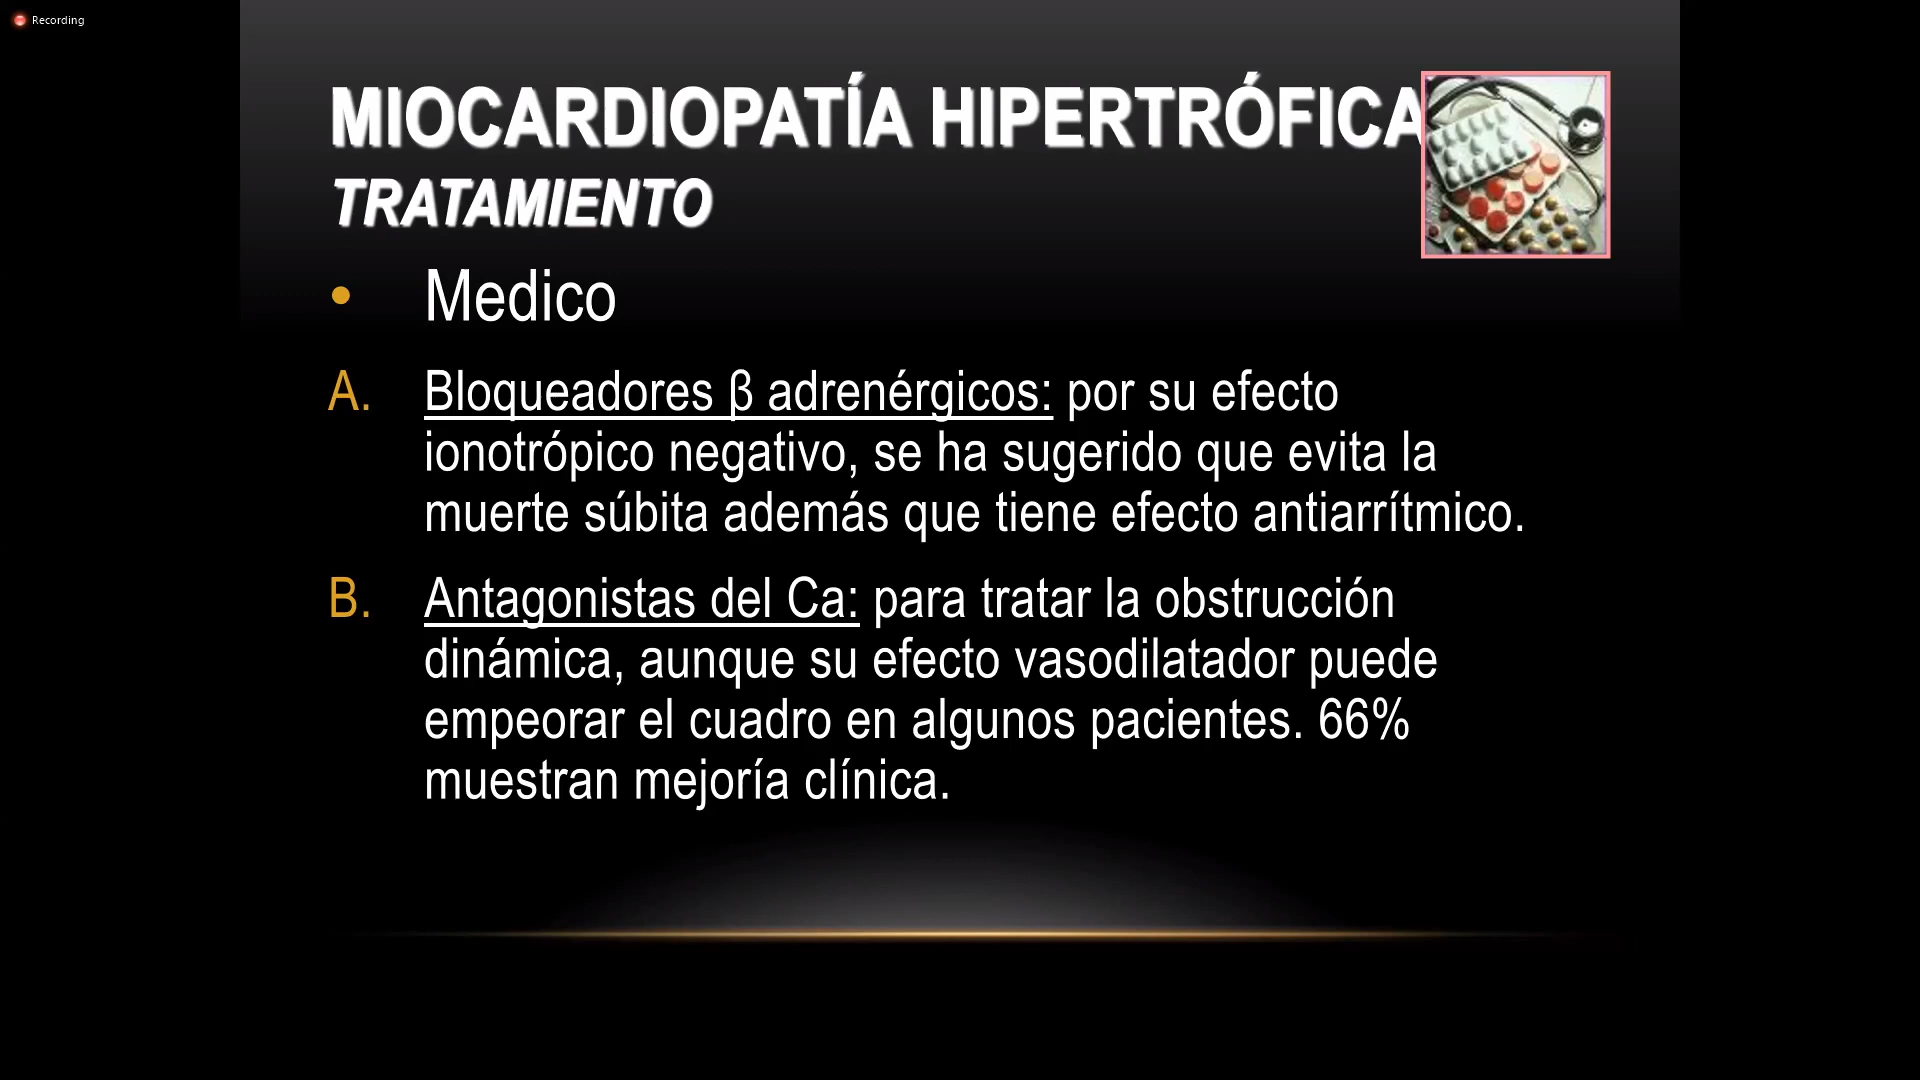 Recording
MIOCARDIOPATÍA HIPERTRÓFICA
TRATAMIENTO
• Medico
A. Bloqueadores β adrenérgicos: por su efecto
ionotrópico negativo, se ha sugerido que evita la
muerte súbita además que tiene efecto antiarrítmico.
B. Antagonistas del Ca: para tratar la obstrucción
dinámica, aunque su efecto vasodilatador puede
empeorar el cuadro en algunos pacientes. 66%
muestran mejoría clínica.